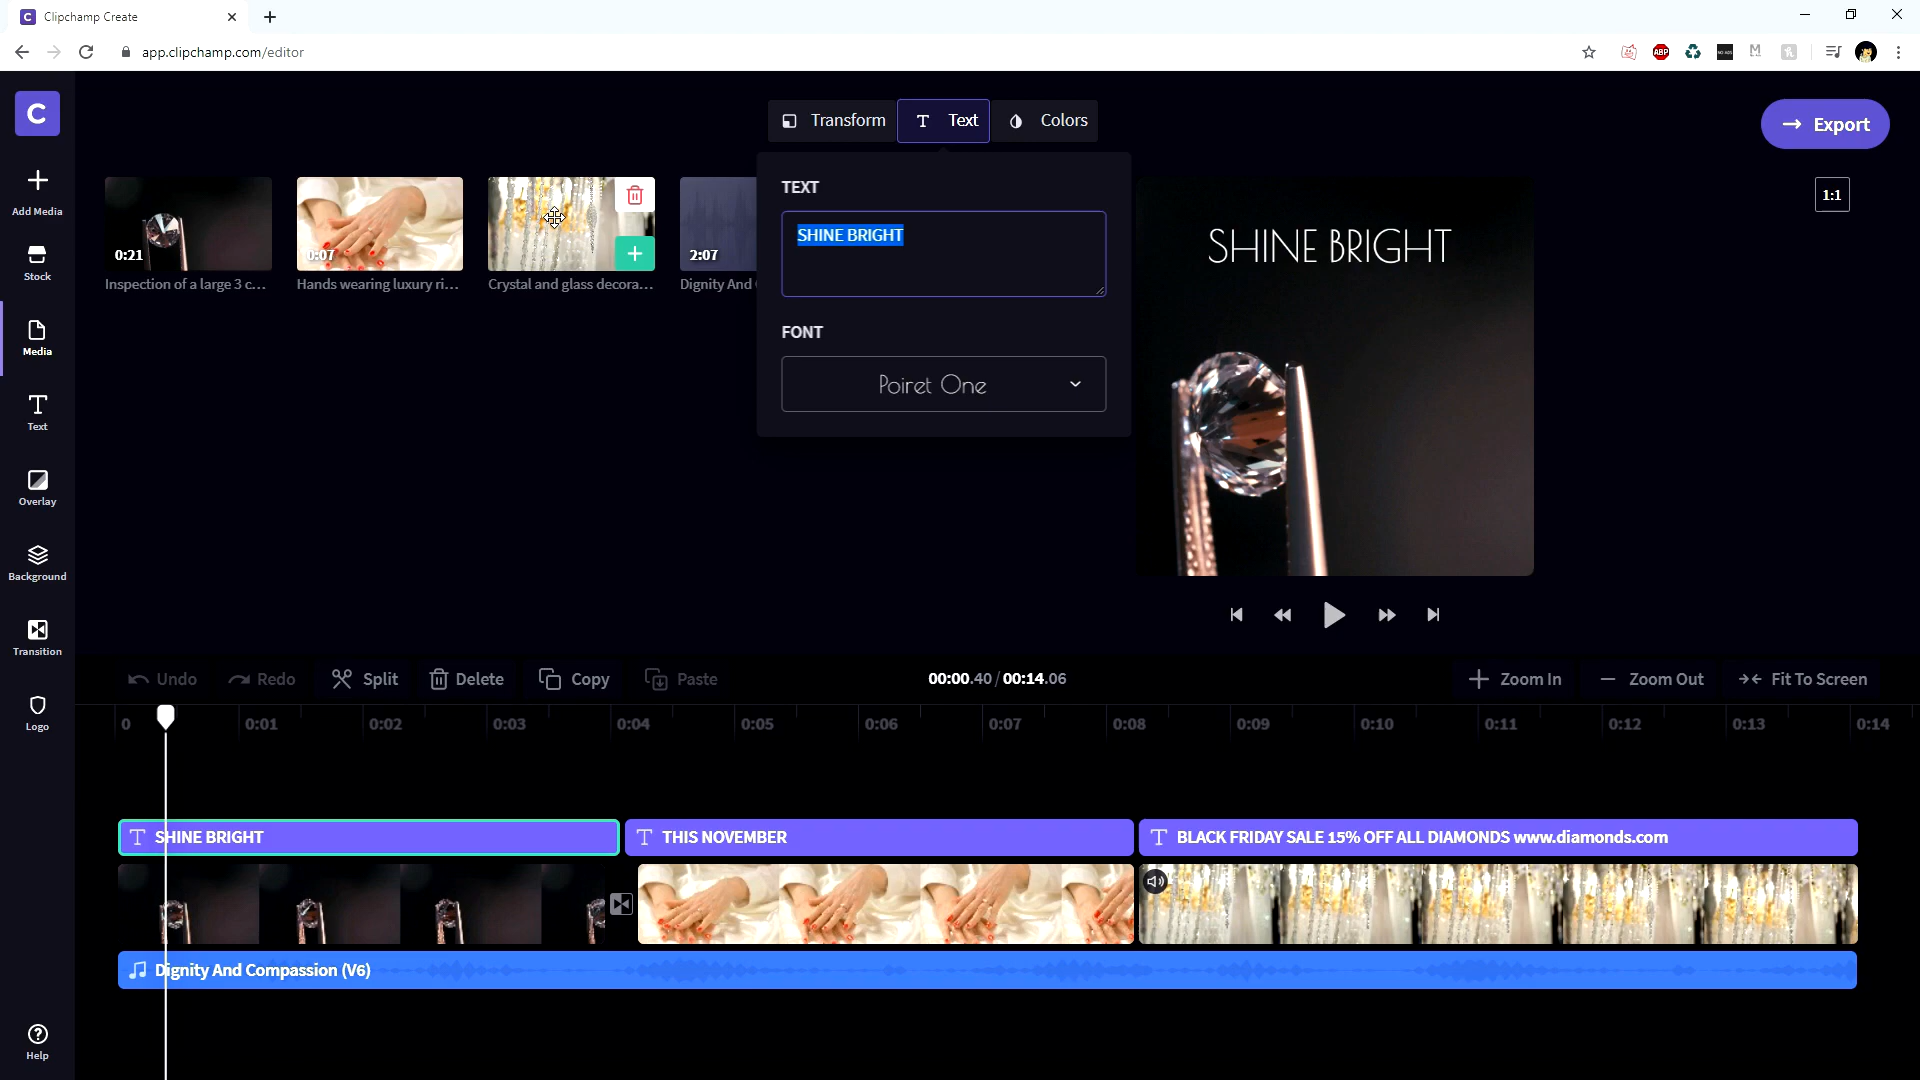 Clipchamp Create
app.clipchamp.com/editor
ABP
C
Add Media
Stock
Media
Text
Overlay
Background
Transition
Logo
Help
Transform
Text
Colors
Export
1:1
0:21
Inspection of a large 3 c...
0:07
Hands wearing luxury ri...
Crystal and glass decora...
2:07
TEXT
SHINE BRIGHT
FONT
Poiret One
SHINE BRIGHT
Undo
Redo
Split
Delete
Copy
Paste
00:00.40 / 00:14.06
Zoom In
Zoom Out
Fit To Screen
0 0:01 0:02 0:03 0:04 0:05 0:06 0:07 0:08 0:09 0:10 0:11 0:12 0:13 0:14
SHINE BRIGHT
THIS NOVEMBER
BLACK FRIDAY SALE 15% OFF ALL DIAMONDS www.diamonds.com
Dignity And Compassion (V6)